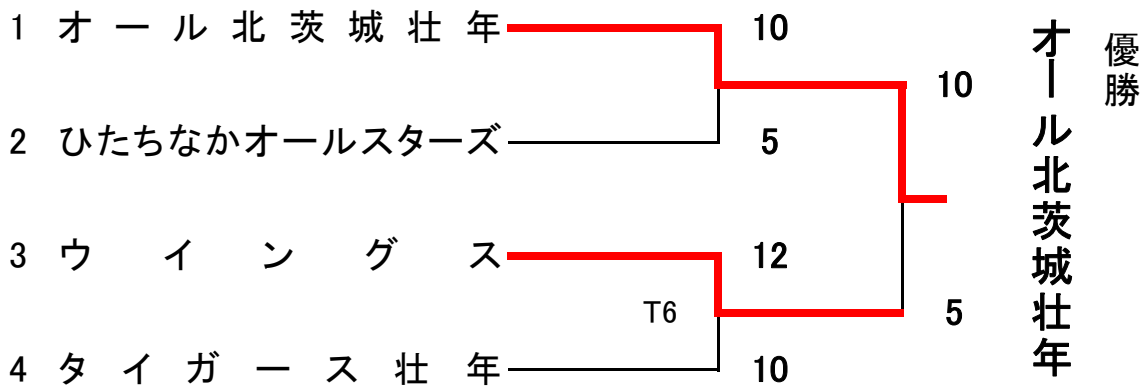 1 オール北茨城壮年 10
2 ひたちなかオールスターズ 5
3 ウイングス 12
T6
4 タイガース壮年 10
10
5
オール北茨城壮年
優勝